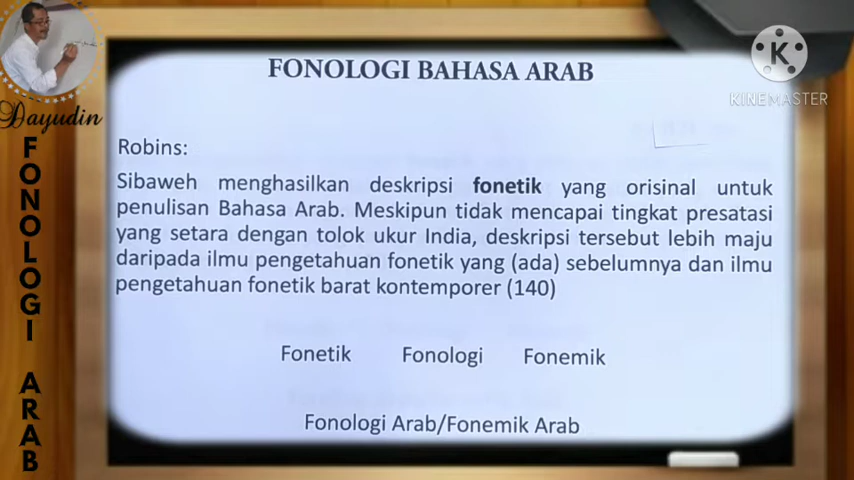 FONOLOGI BAHASA ARAB
KINEMASTER
Dayudin
FONOLOGI ARAB
Robins:
Sibaweh menghasilkan deskripsi fonetik yang orisinal untuk
penulisan Bahasa Arab. Meskipun tidak mencapai tingkat presatasi
yang setara dengan tolok ukur India, deskripsi tersebut lebih maju
daripada ilmu pengetahuan fonetik yang (ada) sebelumnya dan ilmu
pengetahuan fonetik barat kontemporer (140)
Fonetik Fonologi Fonemik
Fonologi Arab/Fonemik Arab